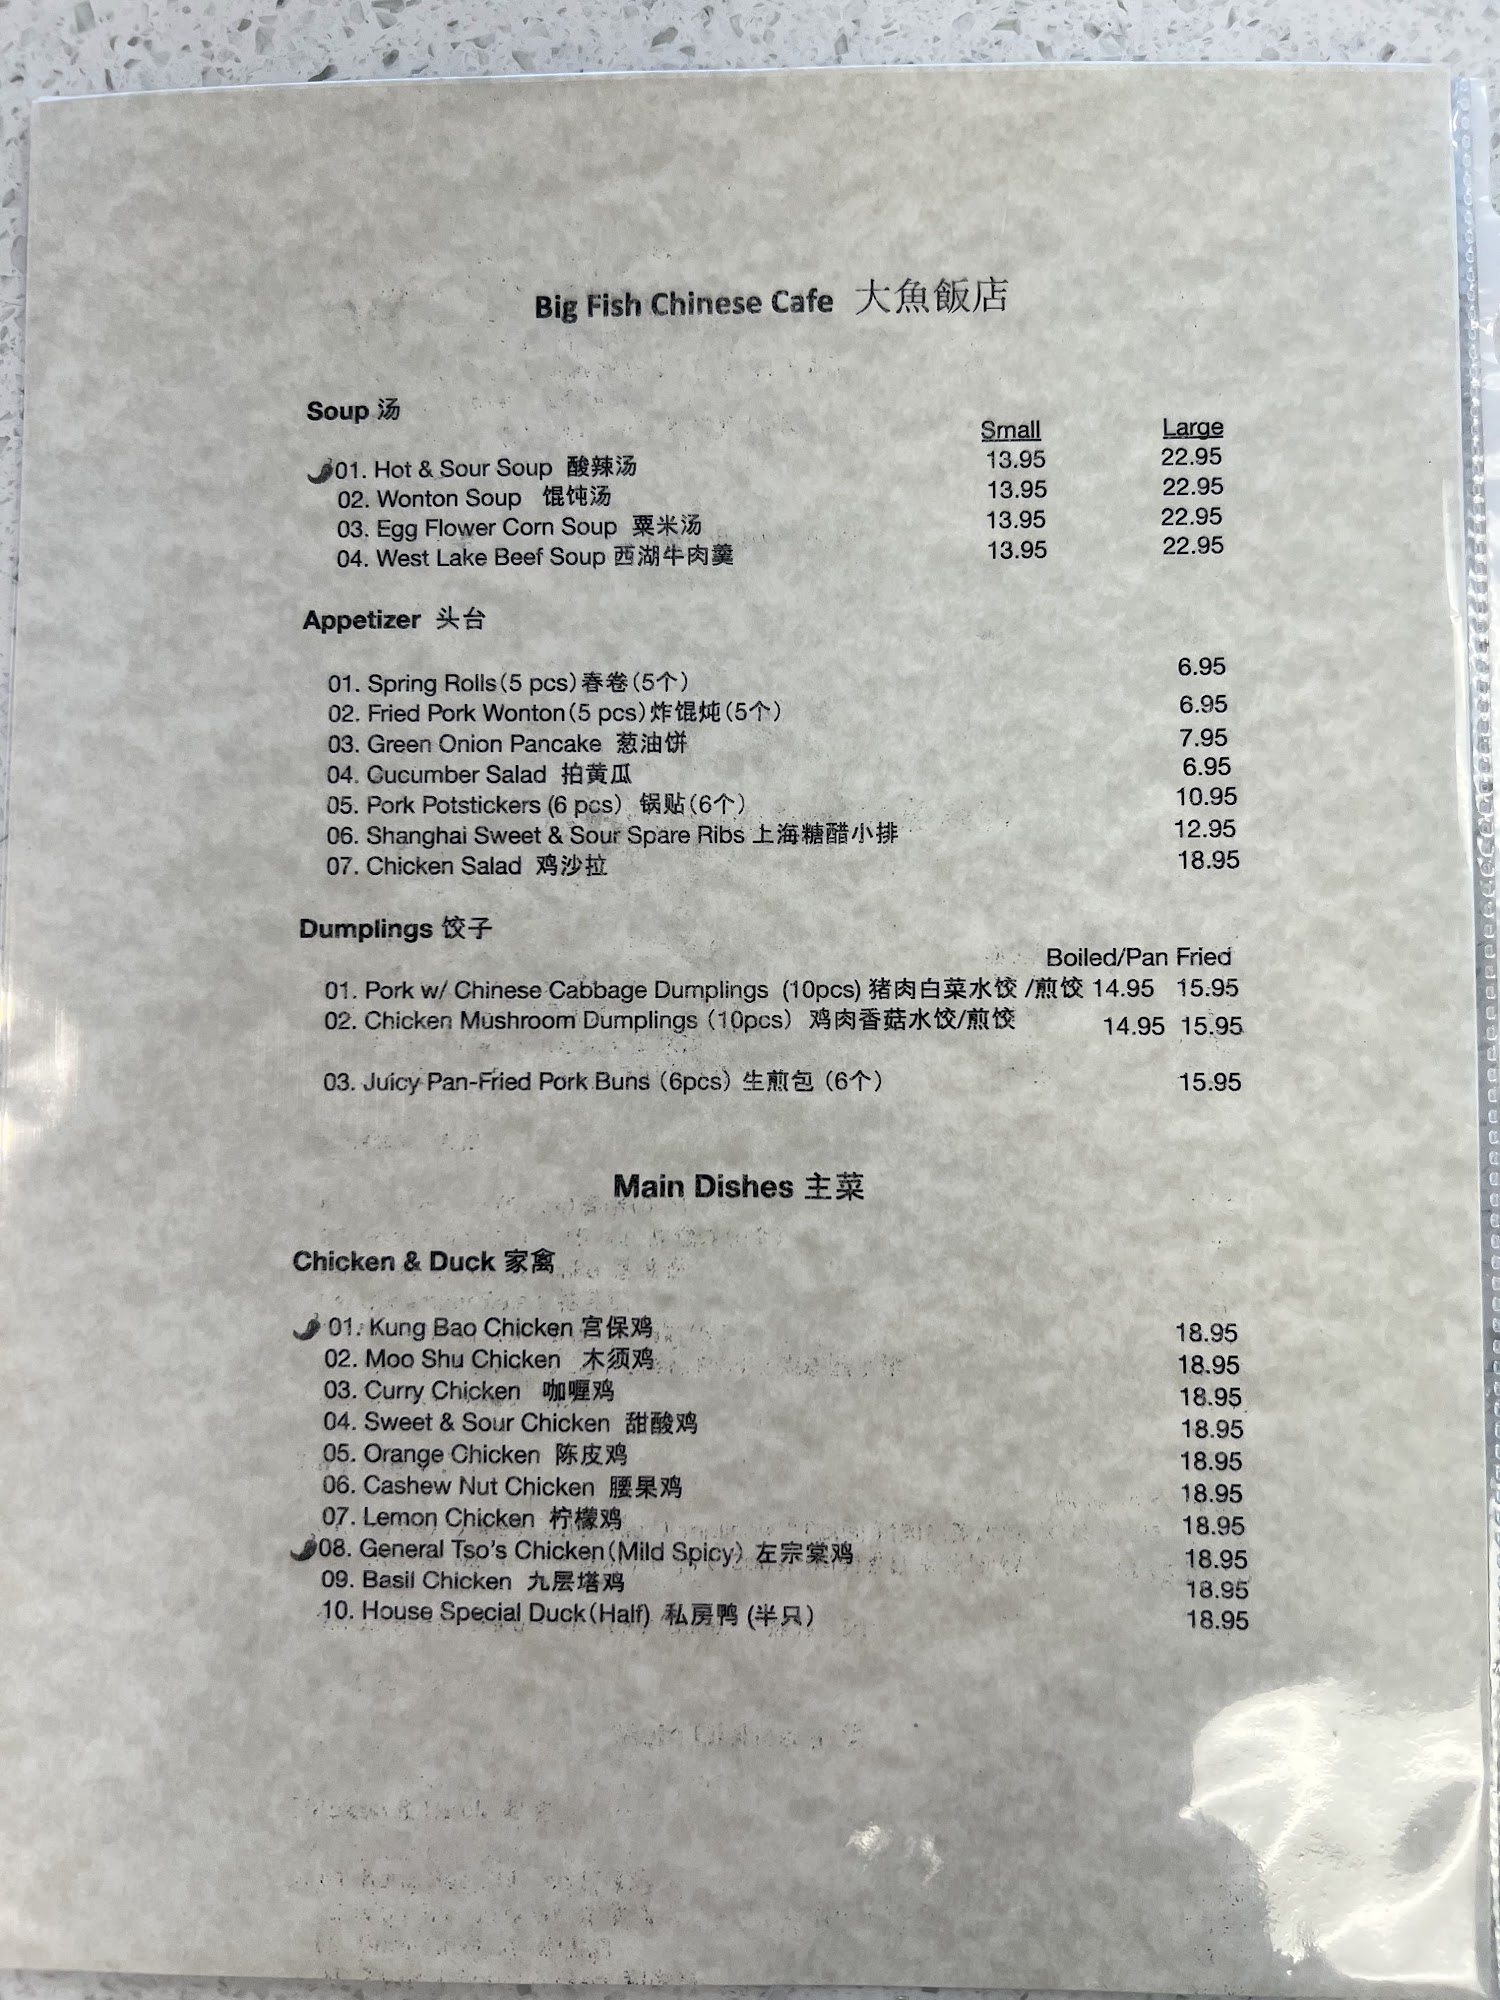 Big Fish Chinese Cafe 大魚飯店
Soup 汤
Small Large
01. Hot & Sour Soup 酸辣汤 13.95 22.95
02. Wonton Soup 馄饨汤 13.95 22.95
03. Egg Flower Corn Soup 粟米汤 13.95 22.95
04. West Lake Beef Soup 西湖牛肉羹 13.95 22.95
Appetizer 头台
01. Spring Rolls(5 pcs)春卷(5个) 6.95
02. Fried Pork Wonton(5 pcs)炸馄炖(5个) 6.95
03. Green Onion Pancake 葱油饼 7.95
04. Cucumber Salad 拍黄瓜 6.95
05. Pork Potstickers (6 pcs) 锅贴(6个) 10.95
06. Shanghai Sweet & Sour Spare Ribs 上海糖醋小排 12.95
07. Chicken Salad 鸡沙拉 18.95
Dumplings 饺子
Boiled/Pan Fried
01. Pork w/ Chinese Cabbage Dumplings (10pcs) 猪肉白菜水饺 /煎饺 14.95 15.95
02. Chicken Mushroom Dumplings (10pcs) 鸡肉香菇水饺/煎饺 14.95 15.95
03. Juicy Pan-Fried Pork Buns (6pcs) 生煎包 (6个) 15.95
Main Dishes 主菜
Chicken & Duck 家禽
01. Kung Bao Chicken 宫保鸡 18.95
02. Moo Shu Chicken 木须鸡 18.95
03. Curry Chicken 咖喱鸡 18.95
04. Sweet & Sour Chicken 甜酸鸡 18.95
05. Orange Chicken 陈皮鸡 18.95
06. Cashew Nut Chicken 腰果鸡 18.95
07. Lemon Chicken 柠檬鸡 18.95
08. General Tso's Chicken(Mild Spicy) 左宗棠鸡 18.95
09. Basil Chicken 九层塔鸡 18.95
10. House Special Duck(Half) 私房鸭 (半只) 18.95